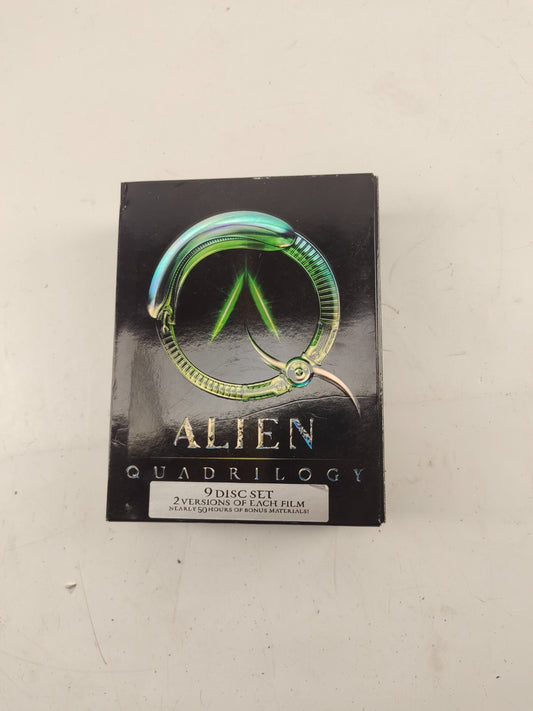 ALIEN
QUADRILOGY
9 DISC SET
2 VERSIONS OF EACH FILM
NEARLY 50 HOURS OF BONUS MATERIALS!